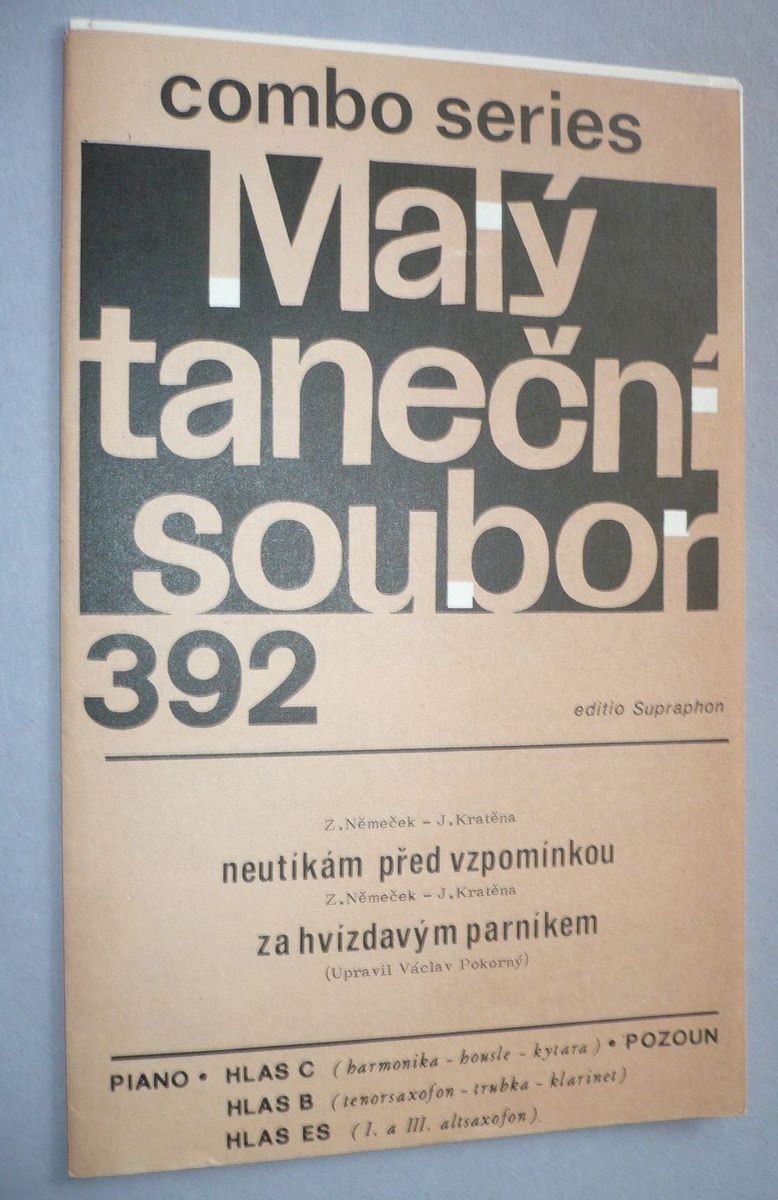 combo series
Malý
taneční
soubor
392
editio Supraphon
Z.Němeček – J.Kratěna
neutíkám před vzpomínkou
Z.Němeček – J.Kratěna
za hvízdavým parníkem
(Upravil Václav Pokorný)
PIANO • HLAS C (harmonika - housle - kytara) • POZOUN
HLAS B (tenorsaxofon - trubka - klarinet)
HLAS ES (I. a III. altsaxofon)